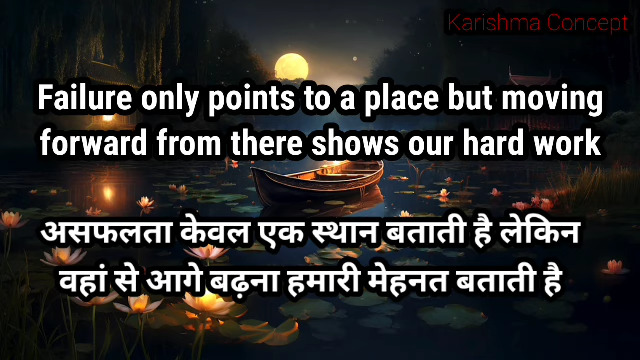 Karishma Concept
Failure only points to a place but moving
forward from there shows our hard work
असफलता केवल एक स्थान बताती है लेकिन
वहां से आगे बढ़ना हमारी मेहनत बताती है